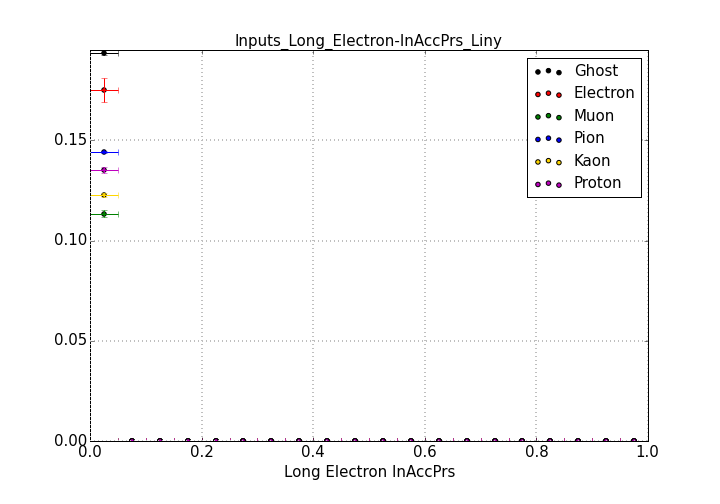 Inputs_Long_Electron-InAccPrs_Liny
Ghost
Electron
Muon
Pion
Kaon
Proton
0.15
0.10
0.05
0.00
0.0 0.2 0.4 0.6 0.8 1.0
Long Electron InAccPrs